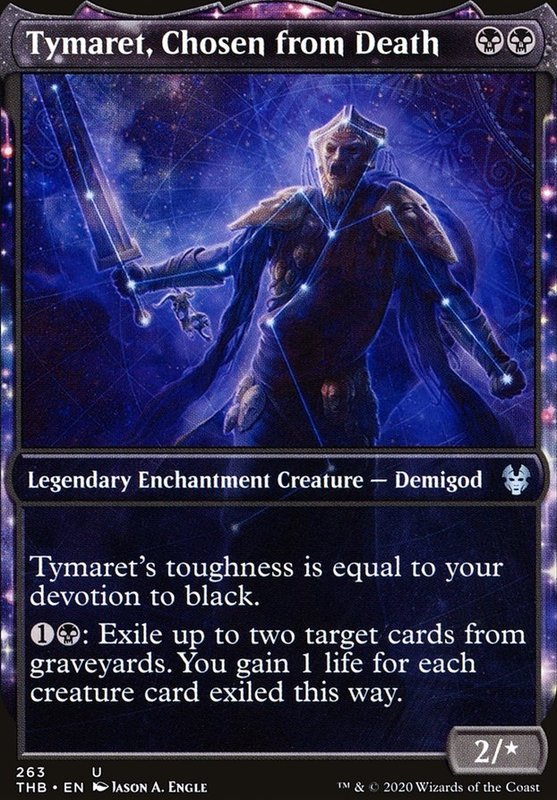 Tymaret, Chosen from Death
Legendary Enchantment Creature — Demigod
Tymaret's toughness is equal to your
devotion to black.
1: Exile up to two target cards from
graveyards. You gain 1 life for each
creature card exiled this way.
2/★
263 U
THB • EN Jason A. Engle
™ & © 2020 Wizards of the Coast